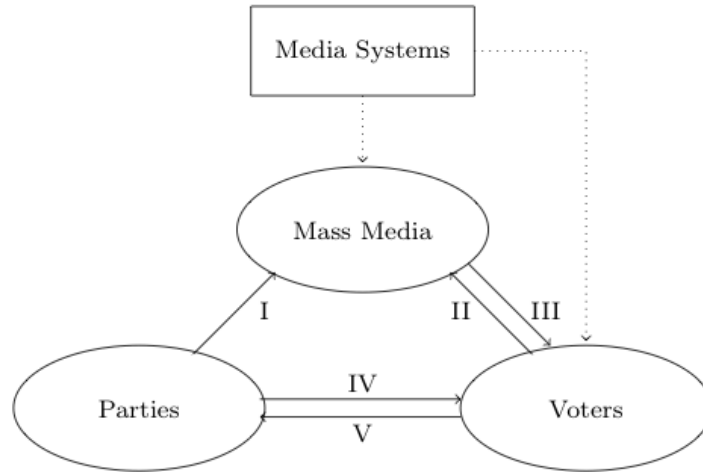 Media Systems
Mass Media
I
II
III
Parties
IV
V
Voters